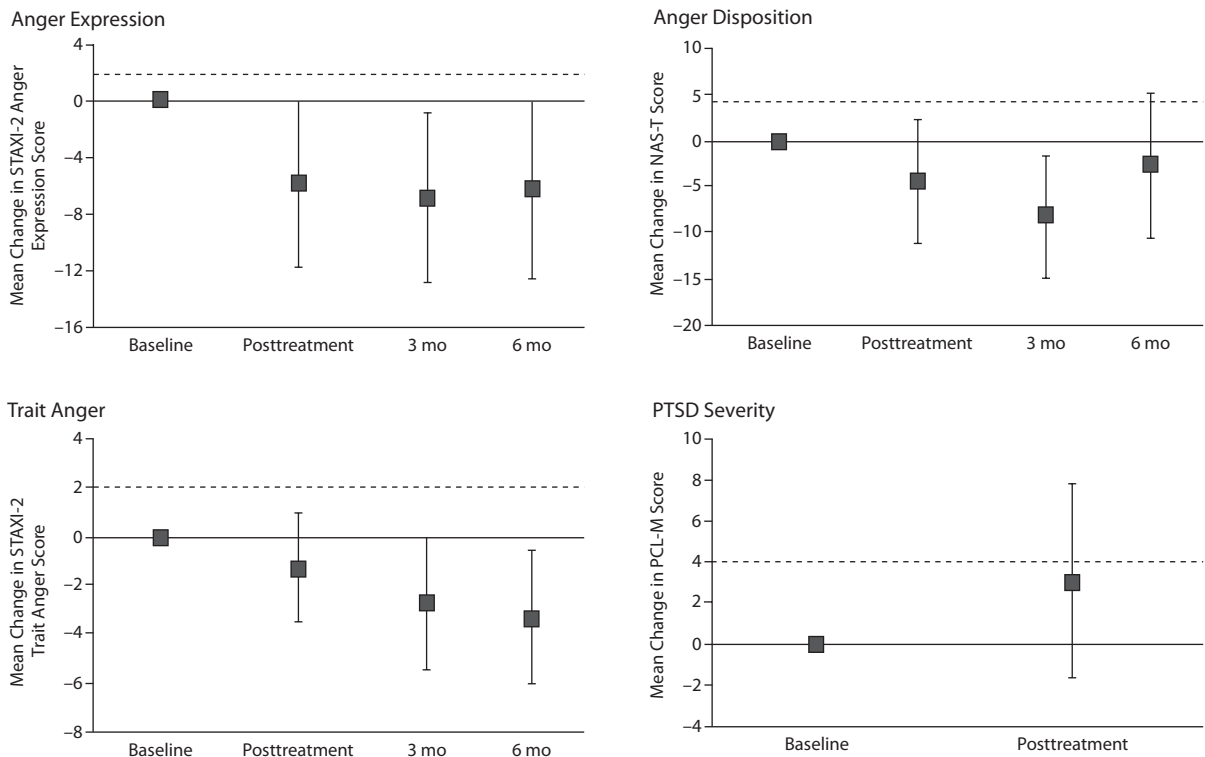 Anger Expression
Mean Change in STAXI-2 Anger
Expression Score
4
0
−4
−8
−12
−16
Baseline
Posttreatment
3 mo
6 mo
Anger Disposition
Mean Change in NAS-T Score
10
5
0
−5
−10
−15
−20
Baseline
Posttreatment
3 mo
6 mo
Trait Anger
Mean Change in STAXI-2
Trait Anger Score
4
2
0
−2
−4
−6
−8
Baseline
Posttreatment
3 mo
6 mo
PTSD Severity
Mean Change in PCL-M Score
10
8
6
4
2
0
−2
−4
Baseline
Posttreatment